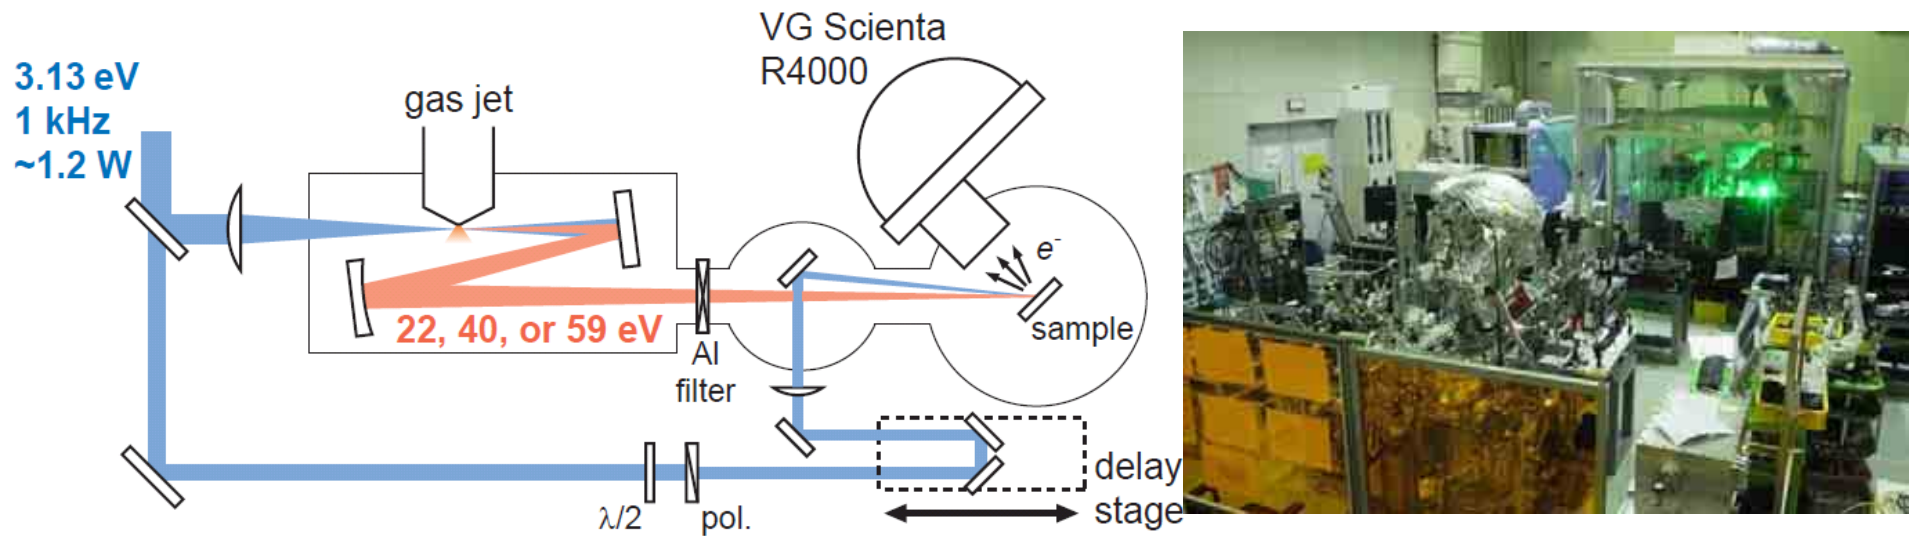 3.13 eV
1 kHz
~1.2 W
gas jet
VG Scienta
R4000
e-
sample
22, 40, or 59 eV
Al
filter
λ/2
pol.
delay
stage